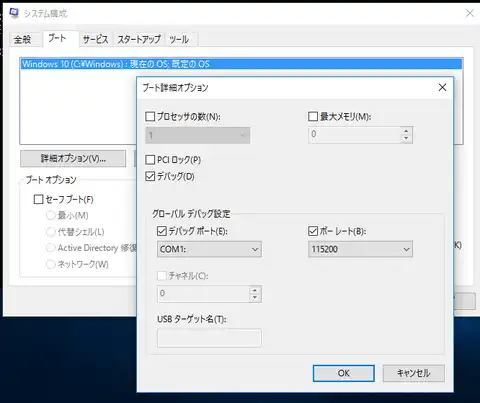 システム構成
全般 ブート サービス スタートアップ ツール
Windows 10 (C:¥Windows) : 現在の OS; 既定の OS
詳細オプション(V)...
ブート オプション
セーフ ブート(F)
最小(M)
代替シェル(L)
Active Directory 修復
ネットワーク(W)
K)
ブート詳細オプション
プロセッサの数(N): 最大メモリ(M):
1 0
PCI ロック(P)
デバッグ(D)
グローバル デバッグ設定
デバッグ ポート(E): ボー レート(B):
COM1: 115200
チャネル(C):
0
USB ターゲット名(T):
OK キャンセル